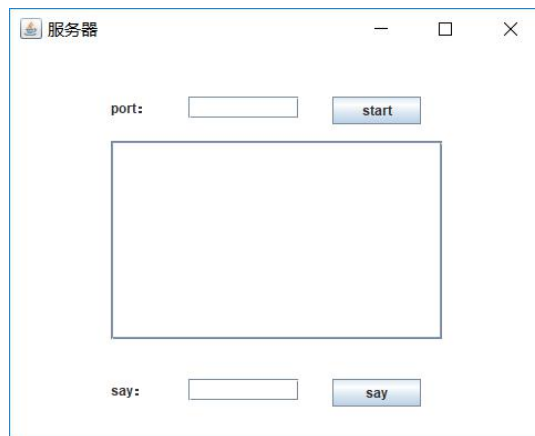 服务器
port： start
say： say